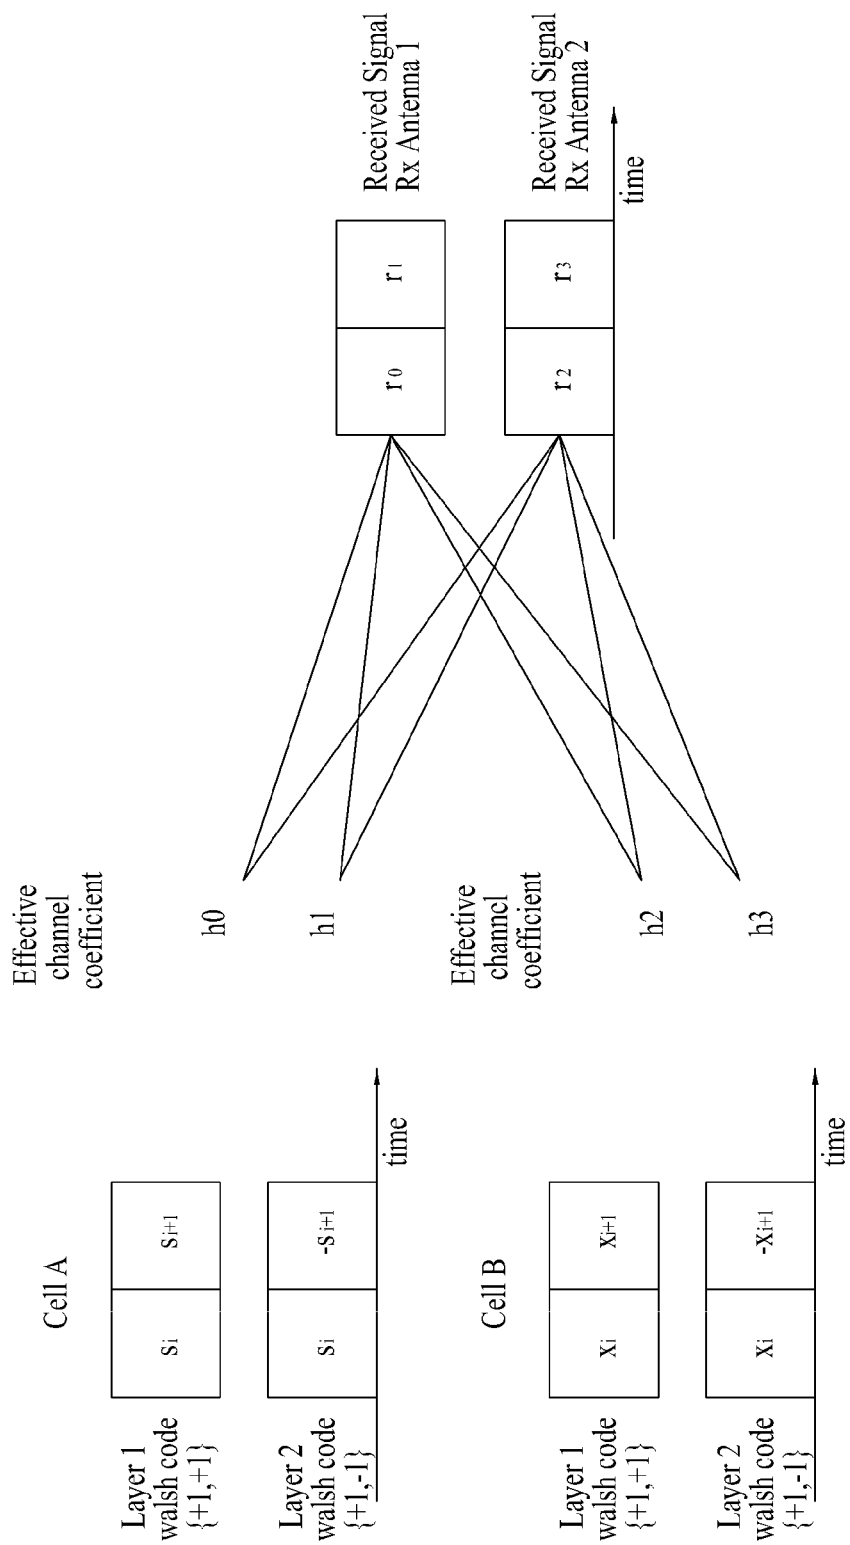 Cell A
Layer 1
walsh code
{+1,+1}
si
si+1
Layer 2
walsh code
{+1,-1}
si
-si+1
time
Cell B
Layer 1
walsh code
{+1,+1}
xi
xi+1
Layer 2
walsh code
{+1,-1}
xi
-xi+1
time
Effective
channel
coefficient
h0
h1
Effective
channcl
coefficient
h2
h3
r0
r1
Received Signal
Rx Antenna 1
r2
r3
Received Signal
Rx Antenna 2
time